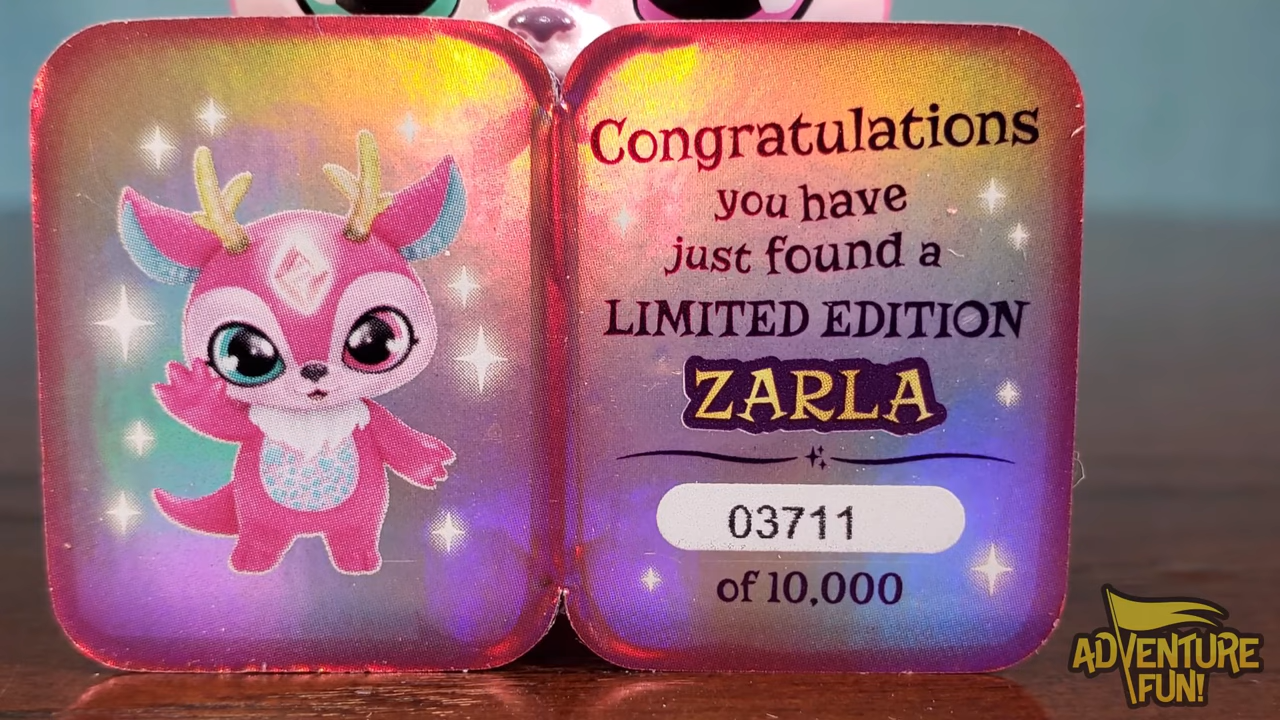 Congratulations
you have
just found a
LIMITED EDITION
ZARLA
03711
of 10,000
ADVENTURE
FUN!